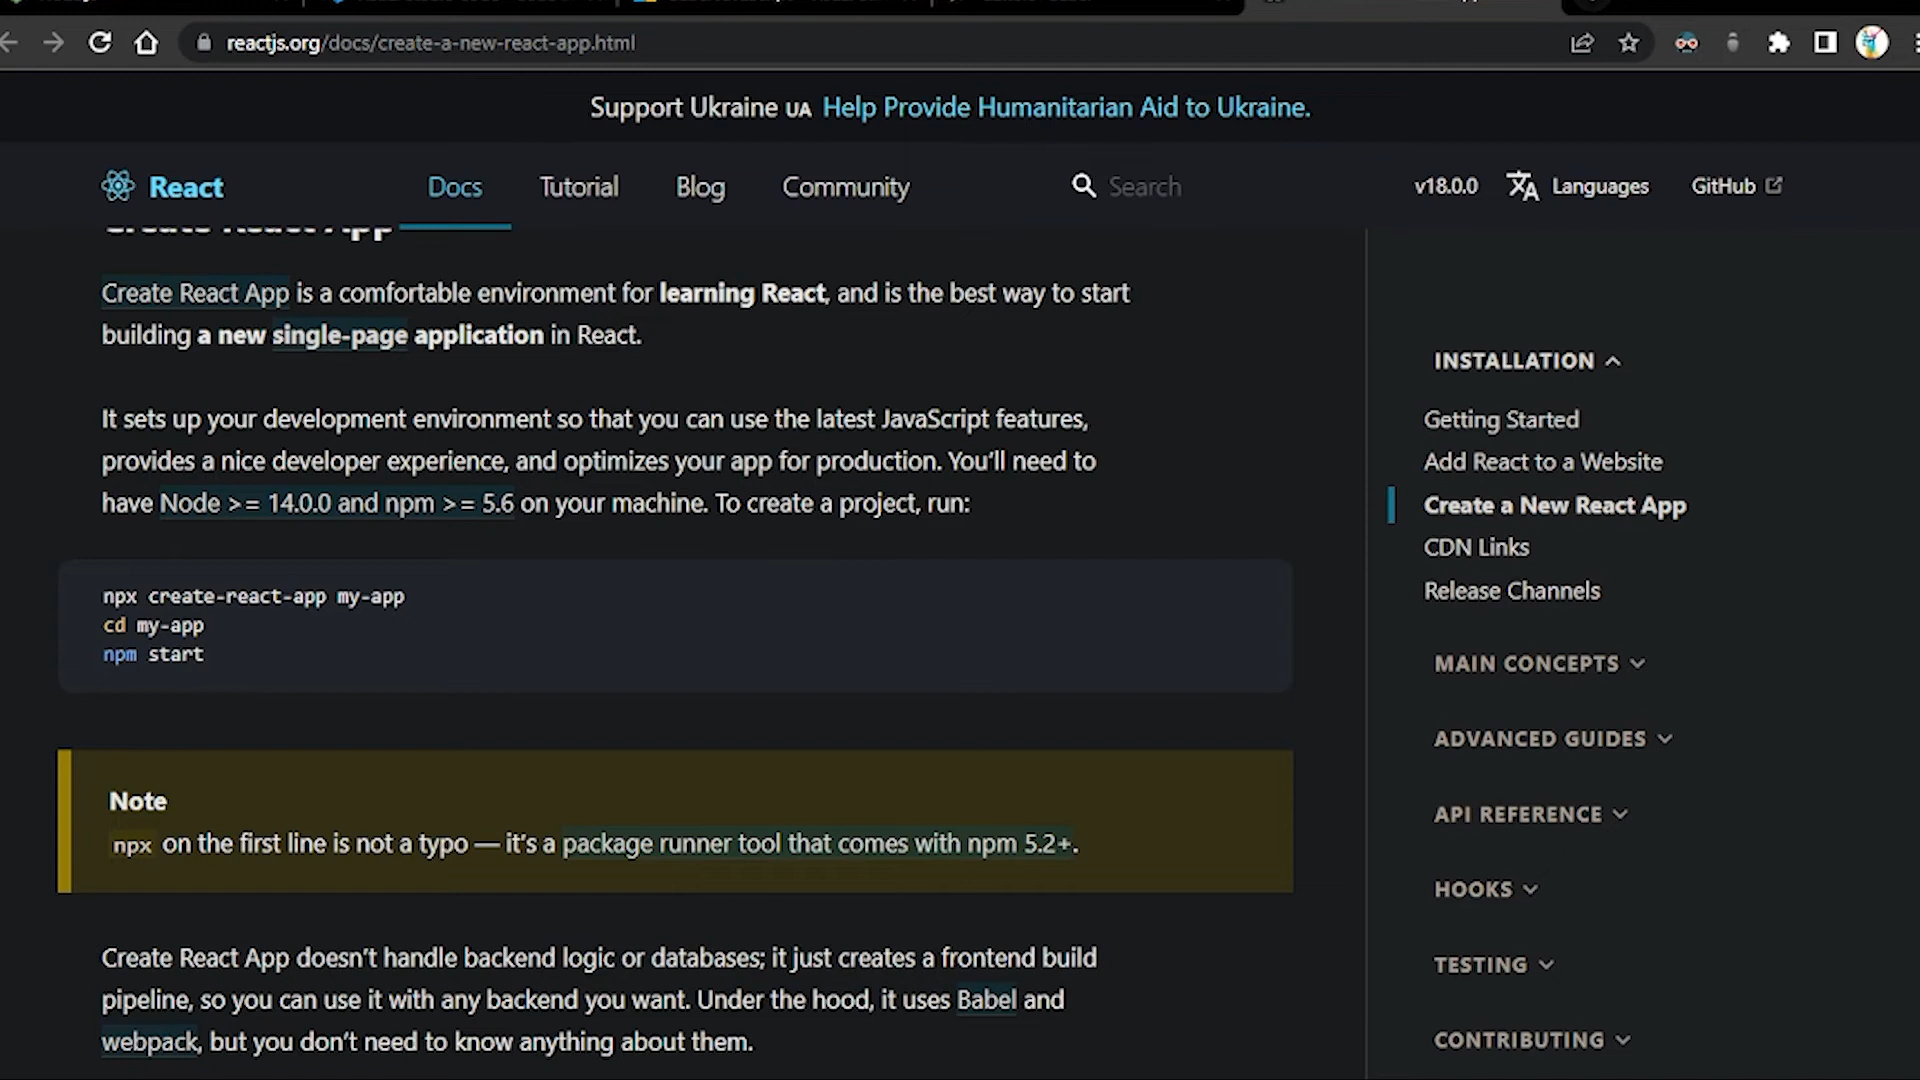 reactjs.org/docs/create-a-new-react-app.html
Support Ukraine UA Help Provide Humanitarian Aid to Ukraine.
React Docs Tutorial Blog Community Search v18.0.0 Languages GitHub
Create React App
Create React App is a comfortable environment for learning React, and is the best way to start
building a new single-page application in React.
It sets up your development environment so that you can use the latest JavaScript features,
provides a nice developer experience, and optimizes your app for production. You’ll need to
have Node >= 14.0.0 and npm >= 5.6 on your machine. To create a project, run:
npx create-react-app my-app
cd my-app
npm start
Note
npx on the first line is not a typo — it’s a package runner tool that comes with npm 5.2+.
Create React App doesn’t handle backend logic or databases; it just creates a frontend build
pipeline, so you can use it with any backend you want. Under the hood, it uses Babel and
webpack, but you don’t need to know anything about them.
INSTALLATION
Getting Started
Add React to a Website
Create a New React App
CDN Links
Release Channels
MAIN CONCEPTS
ADVANCED GUIDES
API REFERENCE
HOOKS
TESTING
CONTRIBUTING